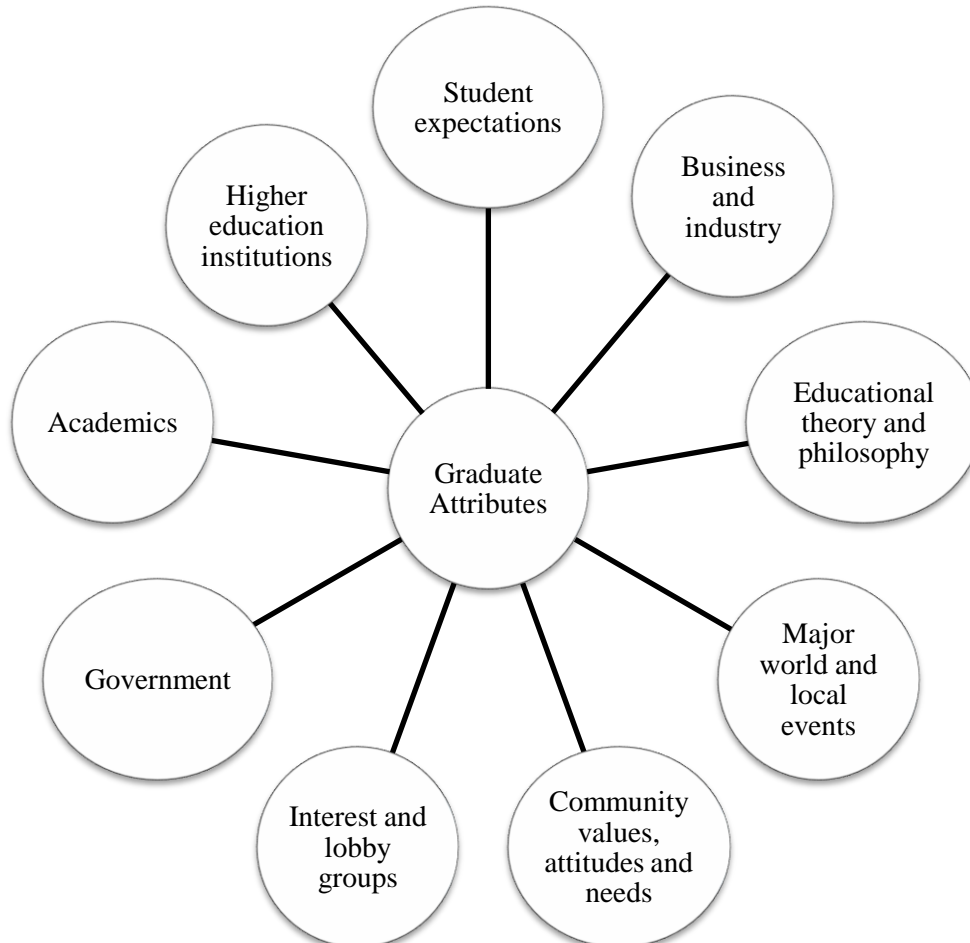 Student
expectations
Business
and
industry
Educational
theory and
philosophy
Major
world and
local
events
Community
values,
attitudes and
needs
Interest and
lobby
groups
Government
Academics
Higher
education
institutions
Graduate
Attributes